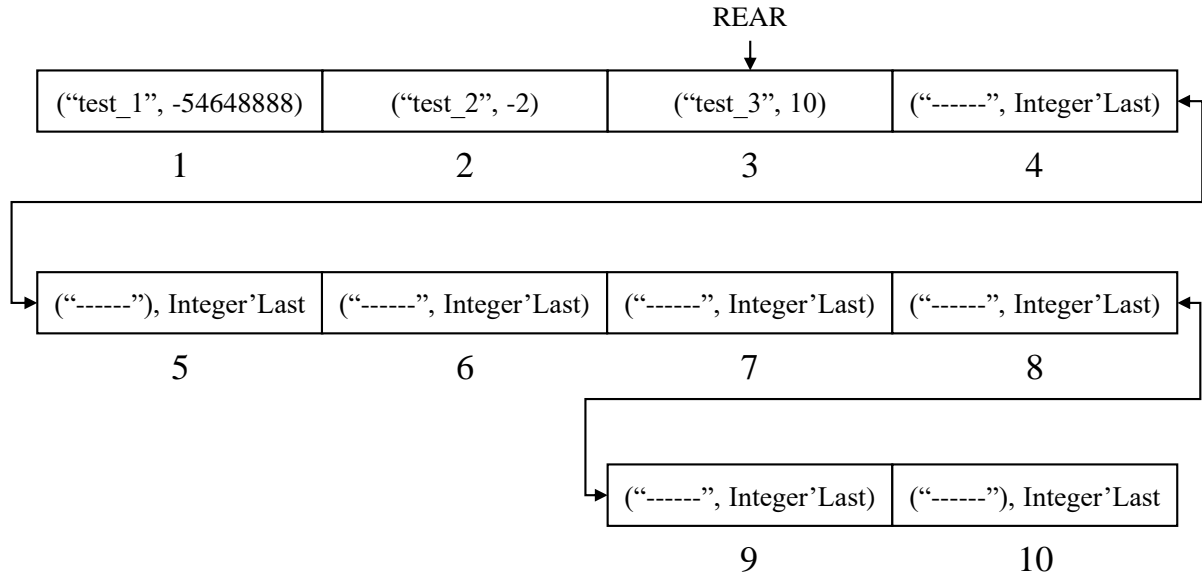 REAR
(“test_1”, -54648888) (“test_2”, -2) (“test_3”, 10) (“------”, Integer’Last)
1 2 3 4
(“------”), Integer’Last (“------”, Integer’Last) (“------”, Integer’Last) (“------”, Integer’Last)
5 6 7 8
(“------”, Integer’Last) (“------”), Integer’Last
9 10